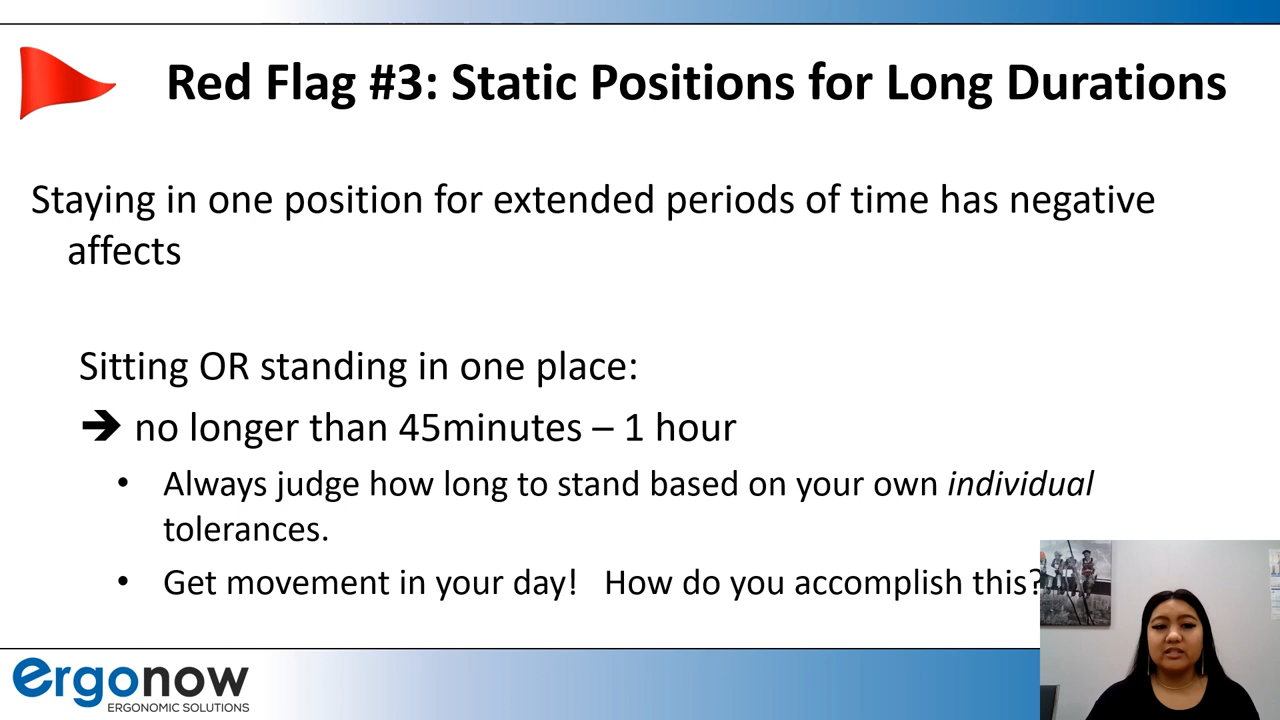 Red Flag #3: Static Positions for Long Durations
Staying in one position for extended periods of time has negative
affects
Sitting OR standing in one place:
➔ no longer than 45minutes – 1 hour
• Always judge how long to stand based on your own individual
tolerances.
• Get movement in your day! How do you accomplish this?
ergonow
ERGONOMIC SOLUTIONS